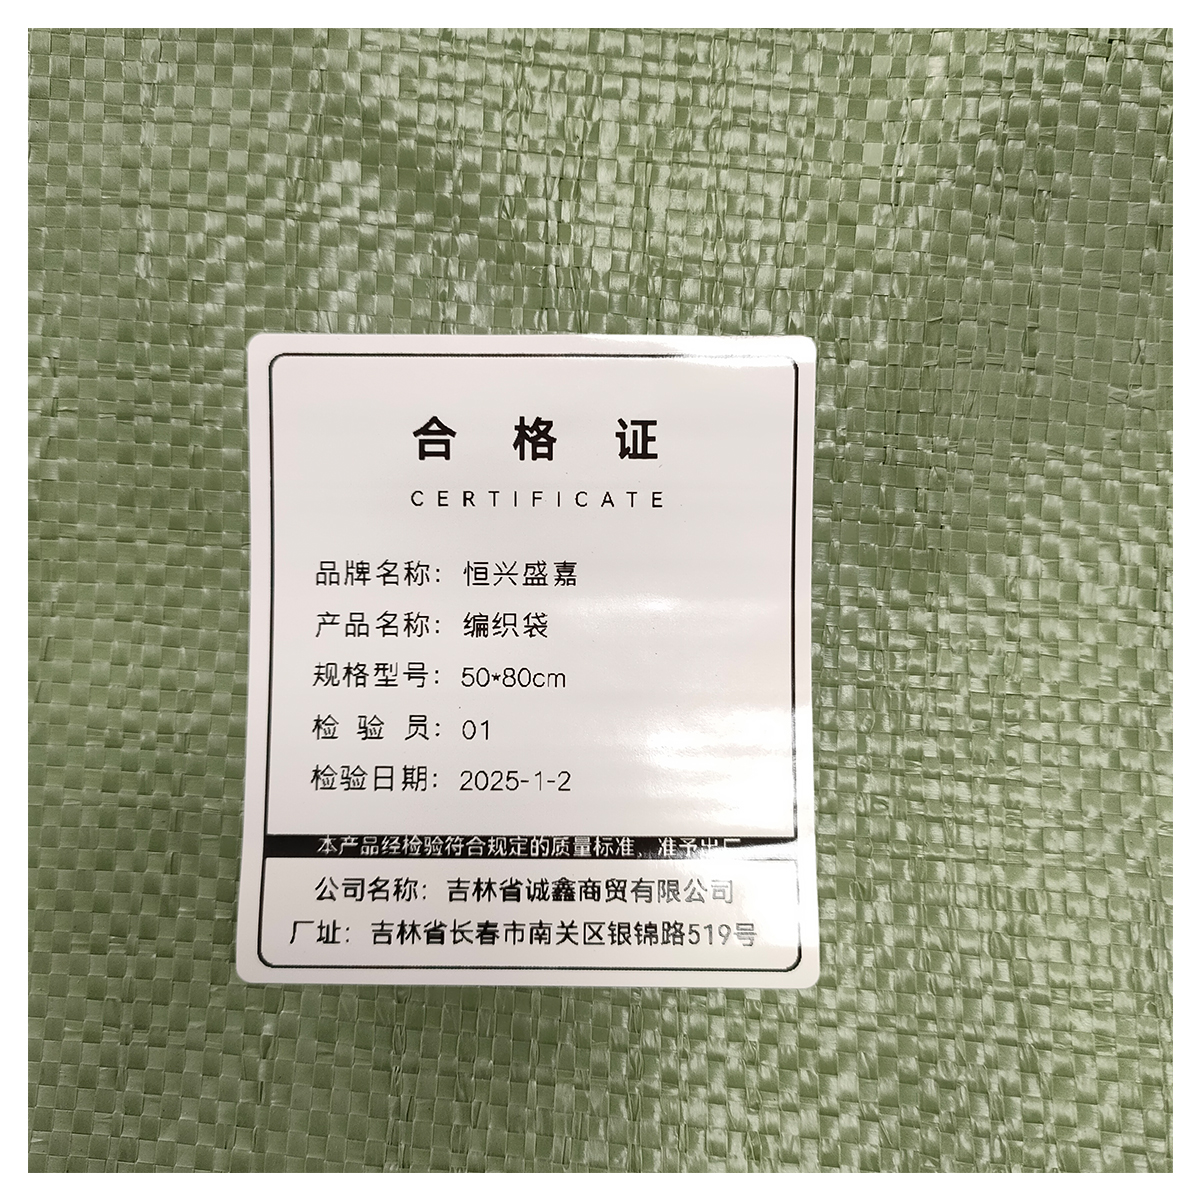 合格证
CERTIFICATE
品牌名称：恒兴盛嘉
产品名称：编织袋
规格型号：50*80cm
检验员：01
检验日期：2025-1-2
本产品经检验符合规定的质量标准，准予出厂
公司名称：吉林省诚鑫商贸有限公司
厂址：吉林省长春市南关区银锦路519号